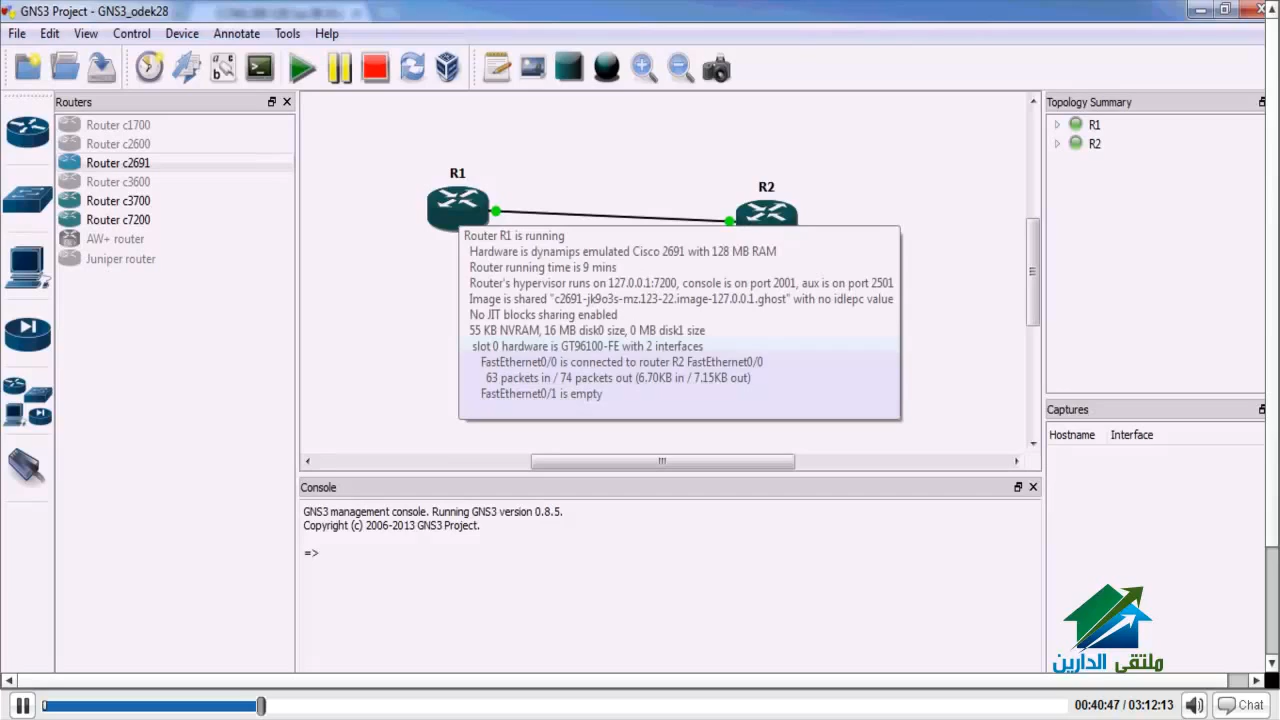 GNS3 Project - GNS3_odek28
File Edit View Control Device Annotate Tools Help
Routers
Router c1700
Router c2600
Router c2691
Router c3600
Router c3700
Router c7200
AW+ router
Juniper router
R1
R2
Router R1 is running
Hardware is dynamips emulated Cisco 2691 with 128 MB RAM
Router running time is 9 mins
Router's hypervisor runs on 127.0.0.1:7200, console is on port 2001, aux is on port 2501
Image is shared "c2691-jk9o3s-mz.123-22.image-127.0.0.1.ghost" with no idlepc value
No JIT blocks sharing enabled
55 KB NVRAM, 16 MB disk0 size, 0 MB disk1 size
slot 0 hardware is GT96100-FE with 2 interfaces
FastEthernet0/0 is connected to router R2 FastEthernet0/0
63 packets in / 74 packets out (6.70KB in / 7.15KB out)
FastEthernet0/1 is empty
Topology Summary
R1
R2
Captures
Hostname Interface
Console
GNS3 management console. Running GNS3 version 0.8.5.
Copyright (c) 2006-2013 GNS3 Project.
=>
ملتقى الدارين
00:40:47 / 03:12:13
Chat